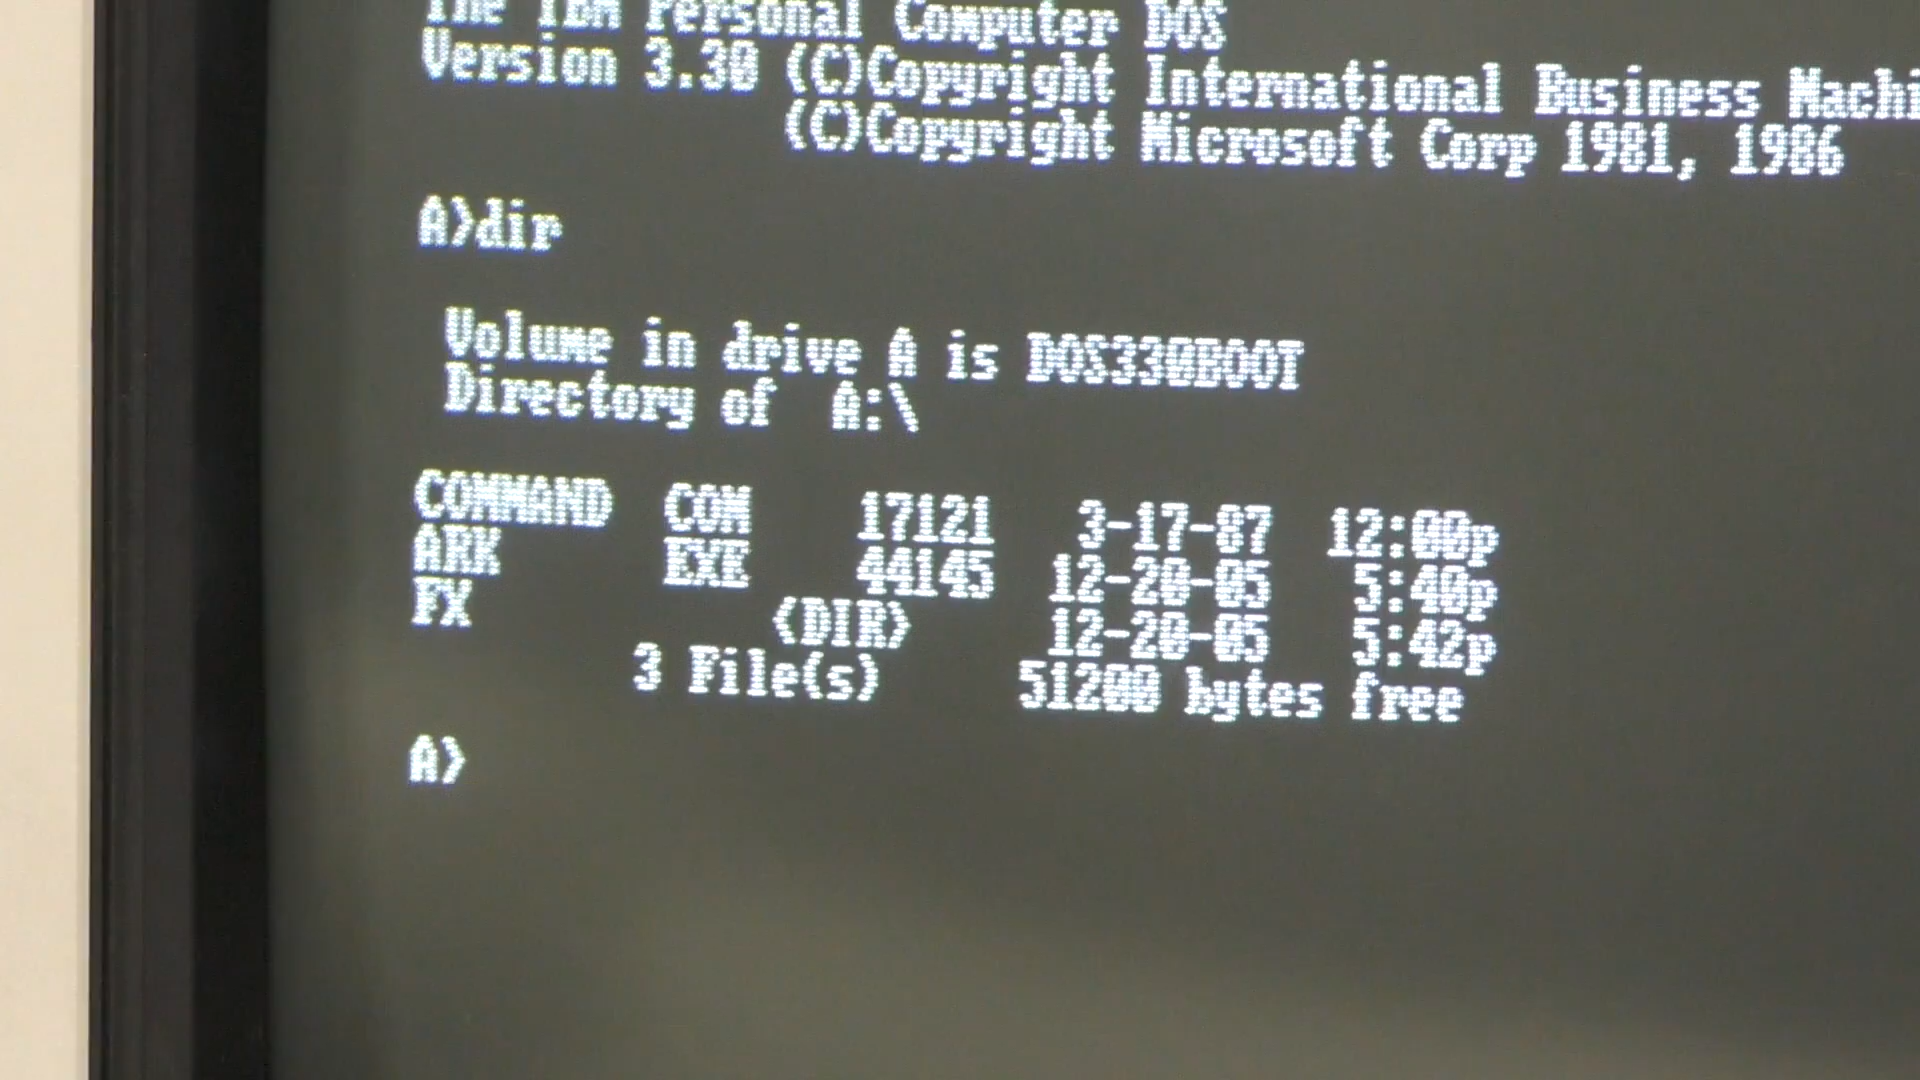 The IBM Personal Computer DOS
Version 3.30 (C)Copyright International Business Machi
(C)Copyright Microsoft Corp 1981, 1986
A>dir
Volume in drive A is DOS330BOOT
Directory of A:\
COMMAND COM 17121 3-17-87 12:00p
ARK EXE 44145 12-20-05 5:40p
FX <DIR> 12-20-05 5:42p
3 File(s) 51200 bytes free
A>